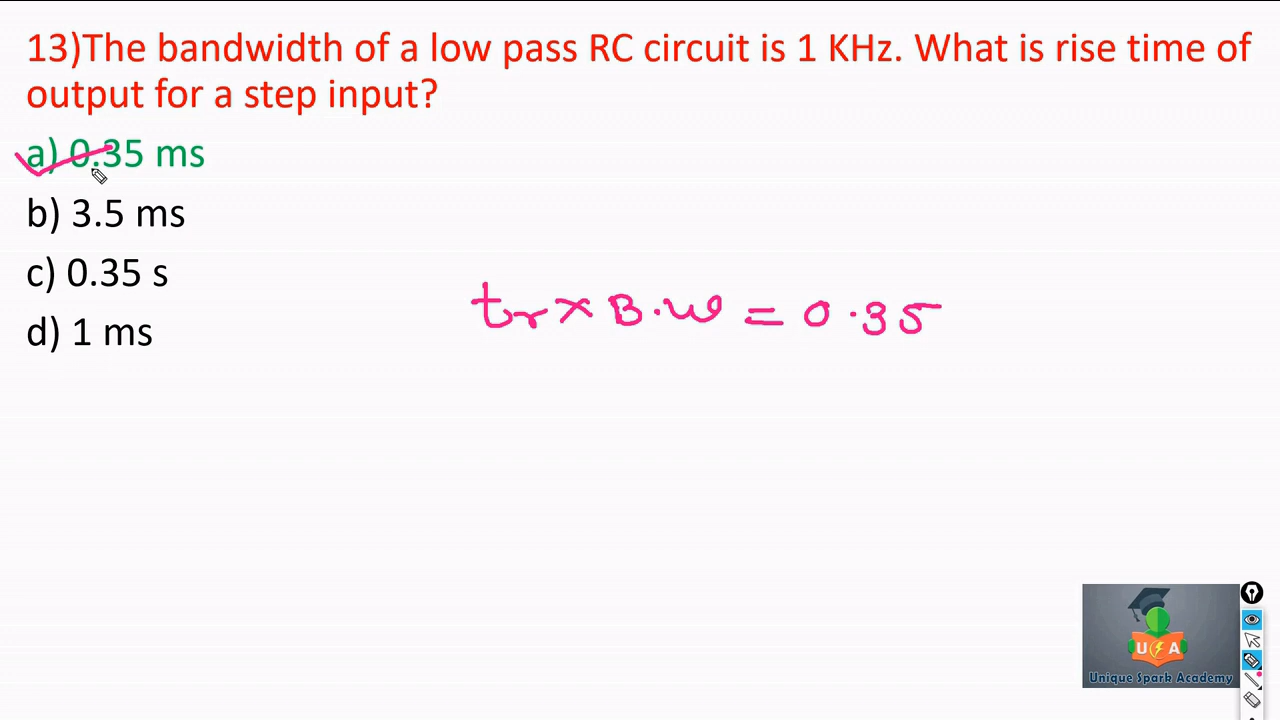 13)The bandwidth of a low pass RC circuit is 1 KHz. What is rise time of
output for a step input?
a) 0.35 ms
b) 3.5 ms
c) 0.35 s
d) 1 ms
tr × B.W = 0.35
U A
Unique Spark Academy